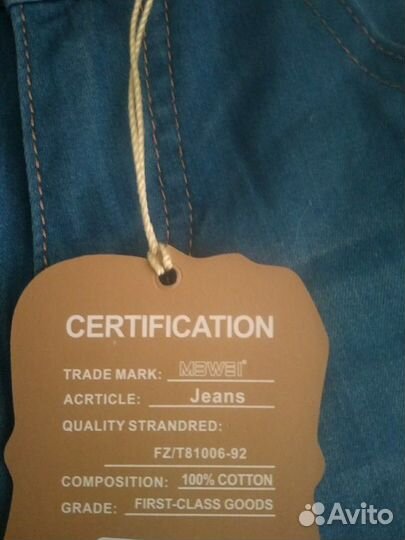 CERTIFICATION
TRADE MARK: MBWEI®
ACRTICLE: Jeans
QUALITY STRANDRED:
FZ/T81006-92
COMPOSITION: 100% COTTON
GRADE: FIRST-CLASS GOODS
Avito